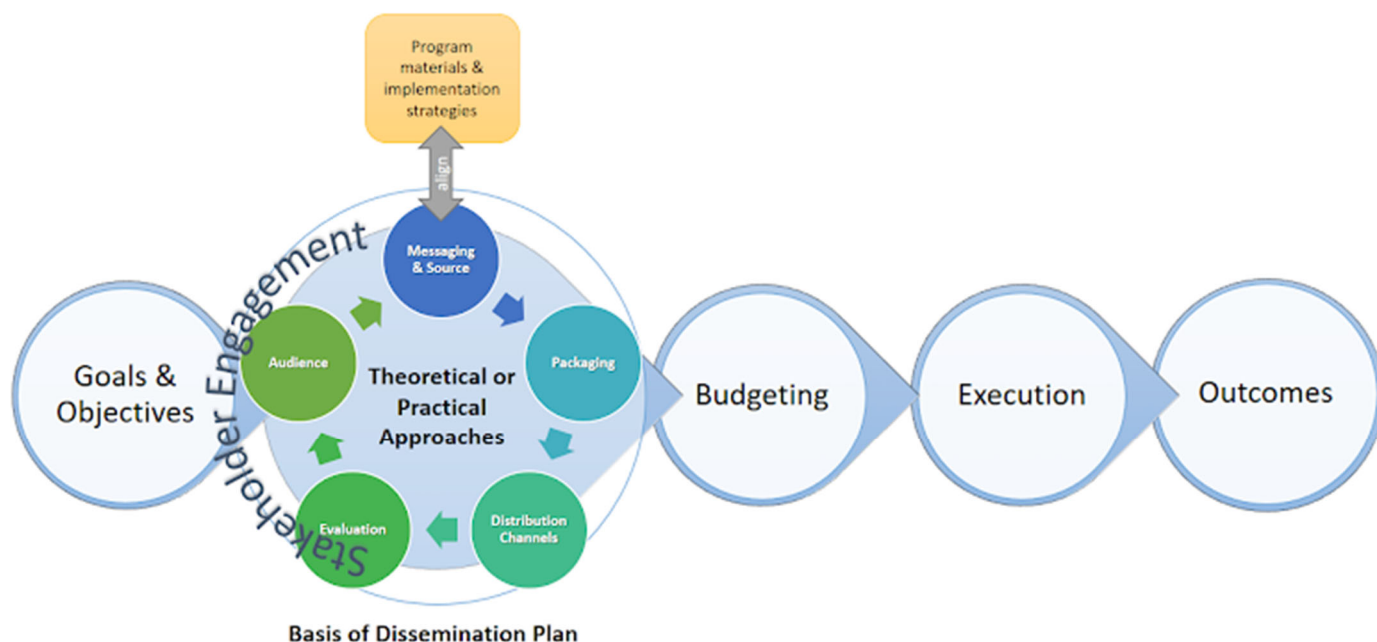 Program
materials &
implementation
strategies
align
Messaging
& Source
Stakeholder Engagement
Audience
Packaging
Theoretical or
Practical
Approaches
Goals &
Objectives
Budgeting
Execution
Outcomes
Evaluation
Distribution
Channels
Basis of Dissemination Plan